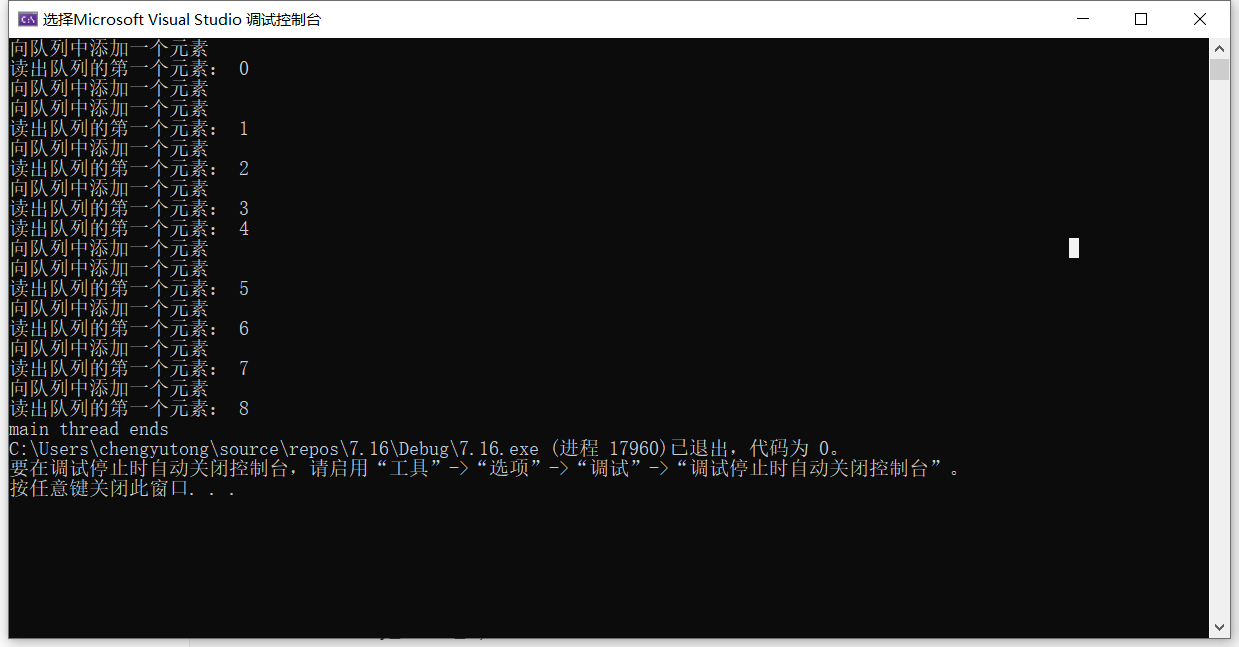 选择Microsoft Visual Studio 调试控制台
向队列中添加一个元素
读出队列的第一个元素： 0
向队列中添加一个元素
向队列中添加一个元素
读出队列的第一个元素： 1
向队列中添加一个元素
读出队列的第一个元素： 2
向队列中添加一个元素
读出队列的第一个元素： 3
读出队列的第一个元素： 4
向队列中添加一个元素
向队列中添加一个元素
读出队列的第一个元素： 5
向队列中添加一个元素
读出队列的第一个元素： 6
向队列中添加一个元素
读出队列的第一个元素： 7
向队列中添加一个元素
读出队列的第一个元素： 8
main thread ends
C:\Users\chengyutong\source\repos\7.16\Debug\7.16.exe (进程 17960)已退出，代码为 0。
要在调试停止时自动关闭控制台，请启用“工具”->“选项”->“调试”->“调试停止时自动关闭控制台”。
按任意键关闭此窗口. . .